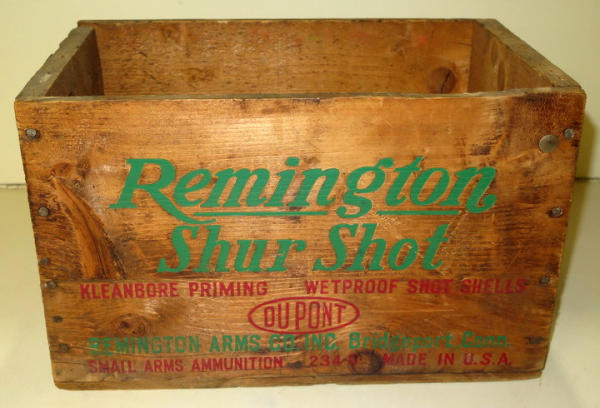 Remington
Shur Shot
KLEANBORE PRIMING WETPROOF SHOT SHELLS
DU PONT
REMINGTON ARMS CO. INC. Bridgeport, Conn.
SMALL ARMS AMMUNITION MADE IN U.S.A.